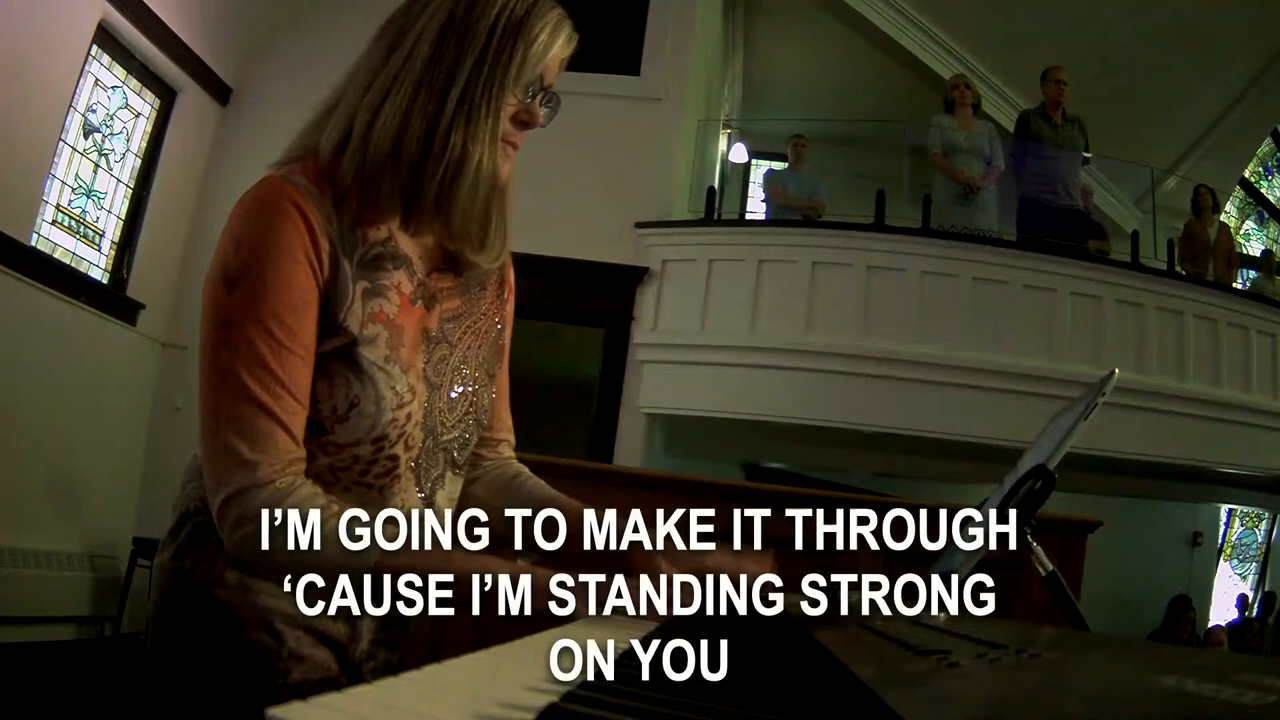 I’M GOING TO MAKE IT THROUGH
‘CAUSE I’M STANDING STRONG
ON YOU